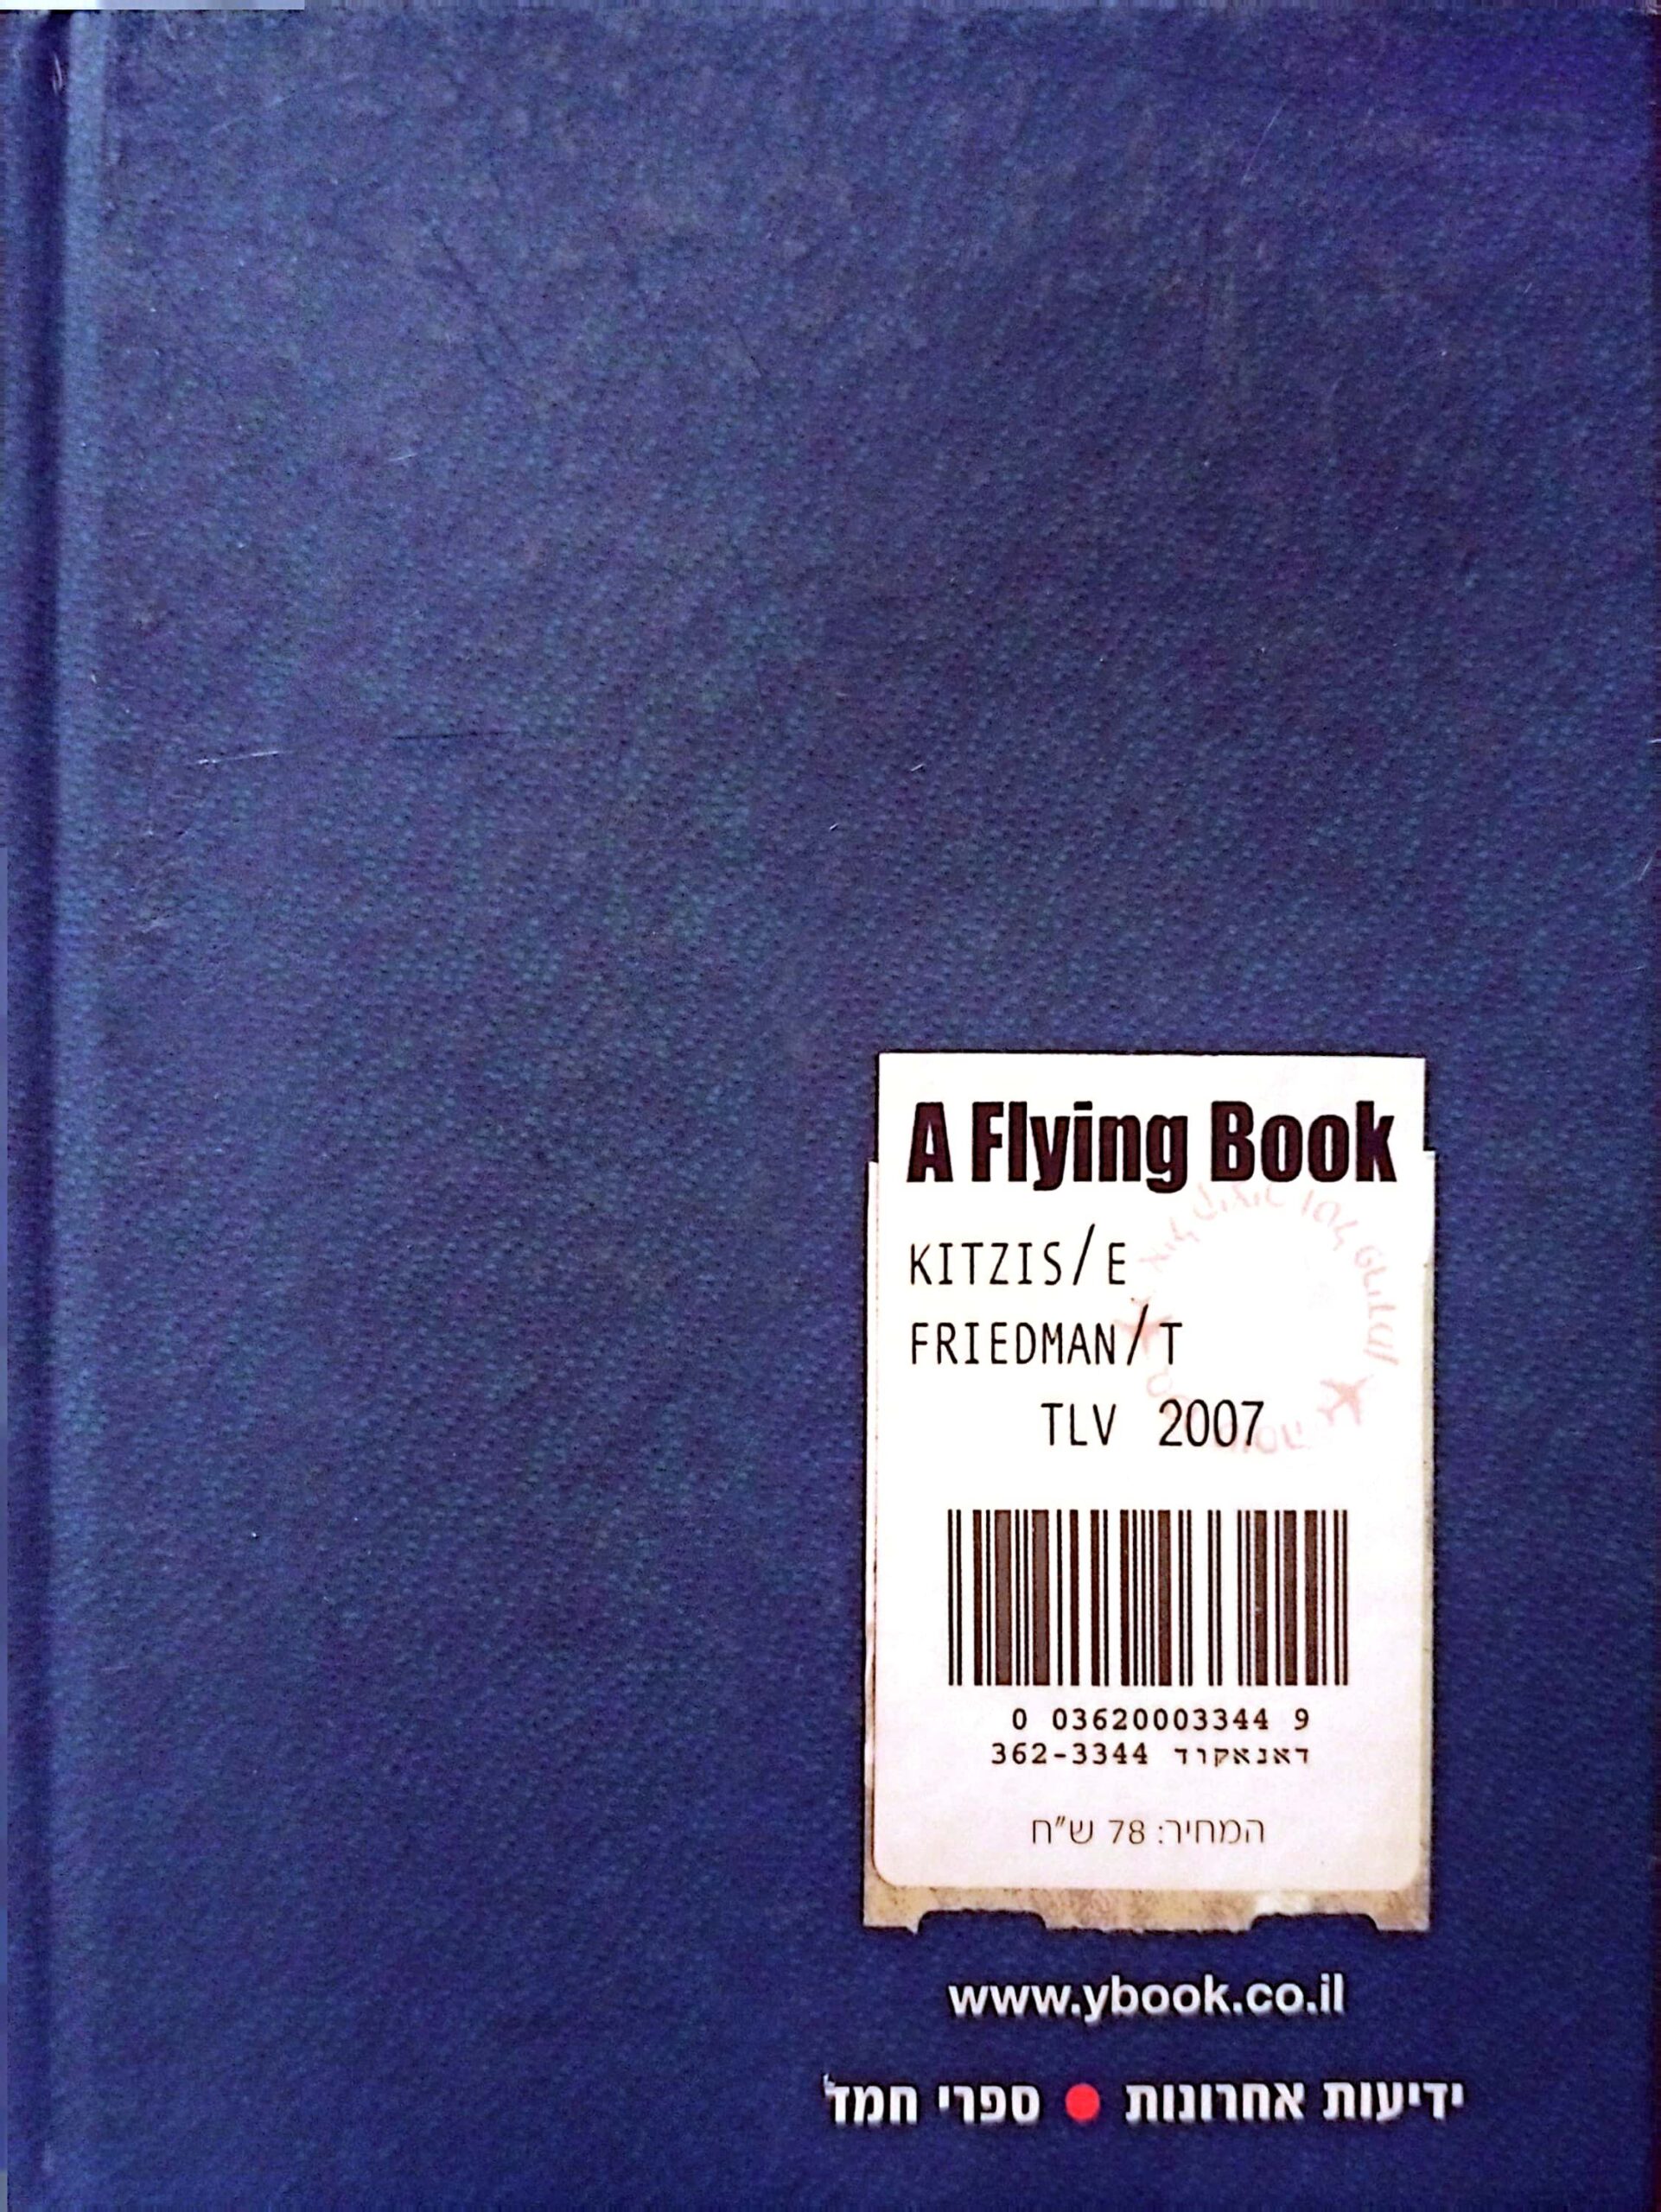 A Flying Book
KITZIS/E
FRIEDMAN/T
TLV 2007
0 03620003344 9
דאנאקוד 362-3344
המחיר: 78 ש"ח
www.ybook.co.il
ידיעות אחרונות • ספרי חמד